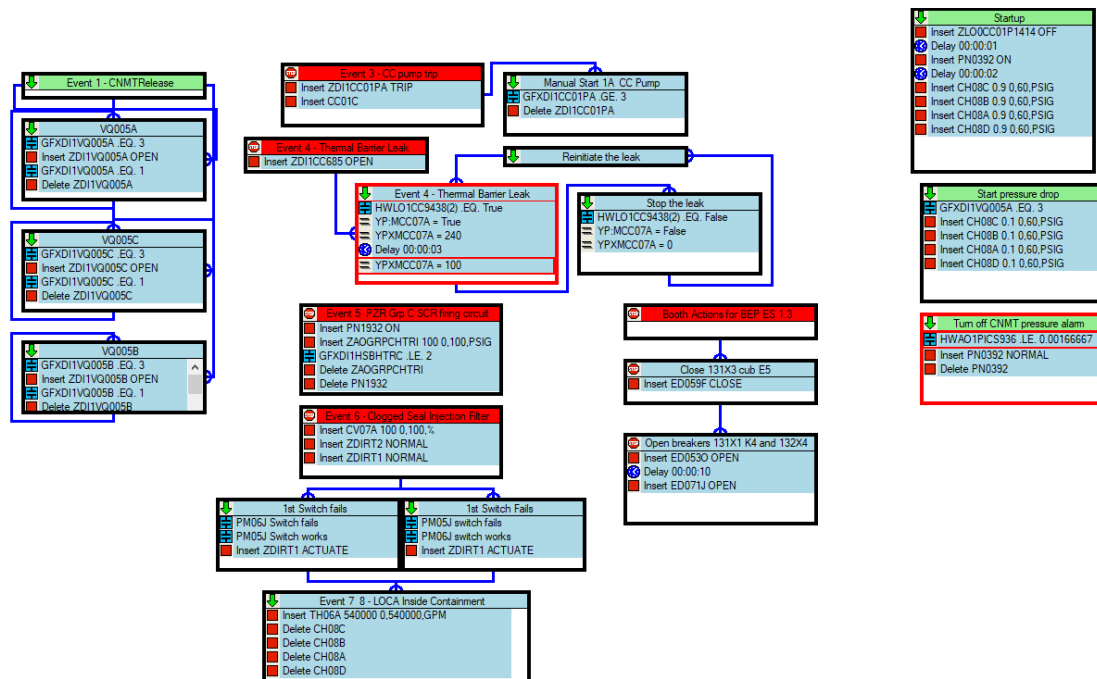 Event 1 - CNMTRelease
VQ005A
GFXDI1VQ005A .EQ. 3
Insert ZDI1VQ005A OPEN
GFXDI1VQ005A .EQ. 1
Delete ZDI1VQ005A
VQ005C
GFXDI1VQ005C .EQ. 3
Insert ZDI1VQ005C OPEN
GFXDI1VQ005C .EQ. 1
Delete ZDI1VQ005C
VQ005B
GFXDI1VQ005B .EQ. 3
Insert ZDI1VQ005B OPEN
GFXDI1VQ005B .EQ. 1
Delete ZDI1VQ005B
STOP Event 3 - CC pump trip
Insert ZDI1CC01PA TRIP
Insert CC01C
Manual Start 1A CC Pump
GFXDI1CC01PA .GE. 3
Delete ZDI1CC01PA
STOP Event 4 - Thermal Barrier Leak
Insert ZDI1CC685 OPEN
Reinitiate the leak
Event 4 - Thermal Barrier Leak
HWLO1CC9438(2) .EQ. True
YP:MCC07A = True
YPXMCC07A = 240
Delay 00:00:03
YPXMCC07A = 100
Stop the leak
HWLO1CC9438(2) .EQ. False
YP:MCC07A = False
YPXMCC07A = 0
STOP Event 5 PZR Grp C SCR firing circuit
Insert PN1932 ON
Insert ZAOGRPCHTRI 100 0,100,PSIG
GFXDI1HSBHTRC .LE. 2
Delete ZAOGRPCHTRI
Delete PN1932
STOP Event 6 - Clogged Seal Injection Filter
Insert CV07A 100 0,100,%
Insert ZDIRT2 NORMAL
Insert ZDIRT1 NORMAL
1st Switch fails
PM06J Switch fails
PM05J Switch works
Insert ZDIRT1 ACTUATE
1st Switch Fails
PM05J switch fails
PM06J switch works
Insert ZDIRT1 ACTUATE
Event 7 8 - LOCA Inside Containment
Insert TH06A 540000 0,540000,GPM
Delete CH08C
Delete CH08B
Delete CH08A
Delete CH08D
STOP Booth Actions for BEP ES 1.3
STOP Close 131X3 cub E5
Insert ED059F CLOSE
STOP Open breakers 131X1 K4 and 132X4
Insert ED053O OPEN
Delay 00:00:10
Insert ED071J OPEN
Startup
Insert ZLO0CC01P1414 OFF
Delay 00:00:01
Insert PN0392 ON
Delay 00:00:02
Insert CH08C 0.9 0,60,PSIG
Insert CH08B 0.9 0,60,PSIG
Insert CH08A 0.9 0,60,PSIG
Insert CH08D 0.9 0,60,PSIG
Start pressure drop
GFXDI1VQ005A .EQ. 3
Insert CH08C 0.1 0,60,PSIG
Insert CH08B 0.1 0,60,PSIG
Insert CH08A 0.1 0,60,PSIG
Insert CH08D 0.1 0,60,PSIG
Turn off CNMT pressure alarm
HWAO1PICS936 .LE. 0.00166667
Insert PN0392 NORMAL
Delete PN0392